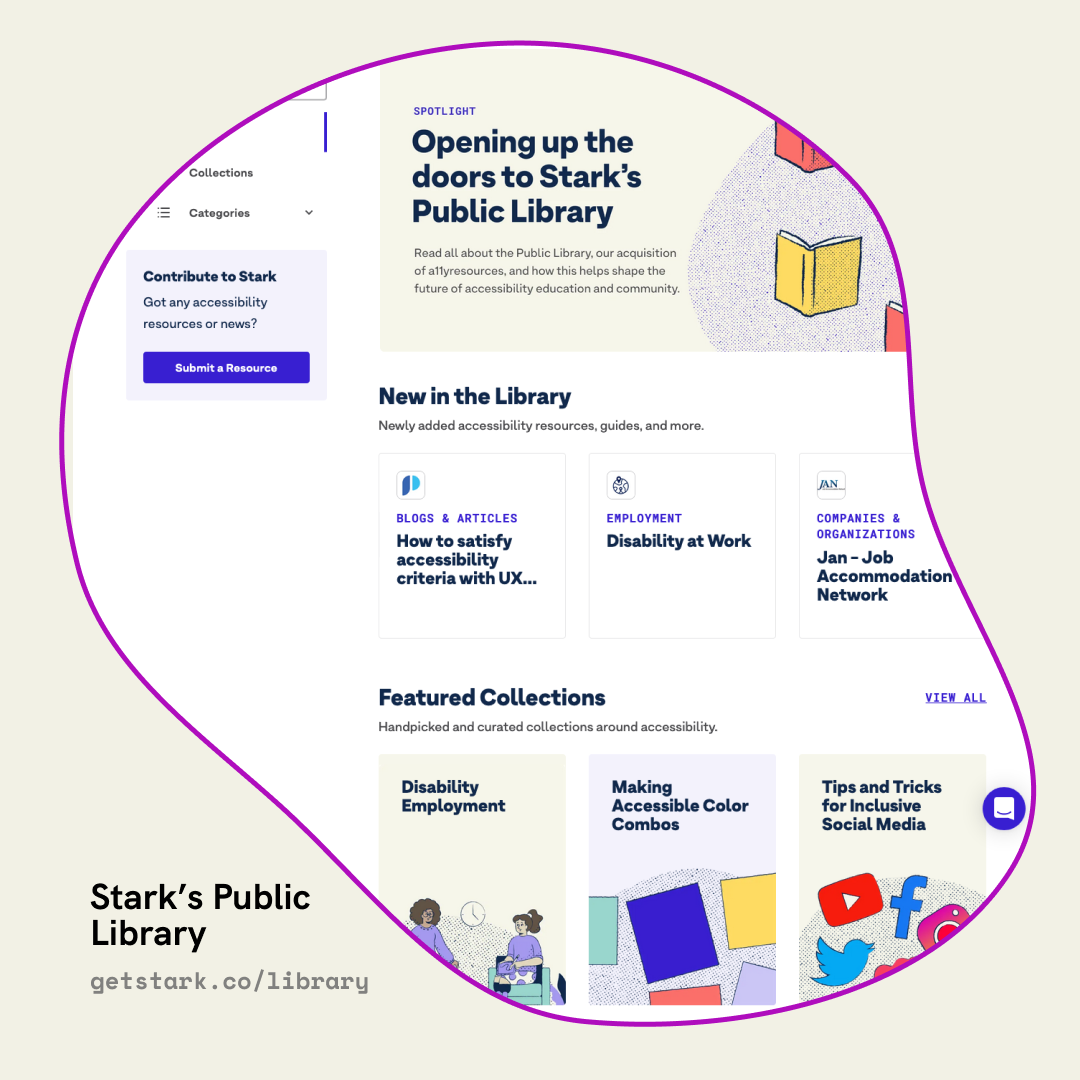 Collections
Categories
Contribute to Stark
Got any accessibility
resources or news?
Submit a Resource
SPOTLIGHT
Opening up the
doors to Stark’s
Public Library
Read all about the Public Library, our acquisition
of a11yresources, and how this helps shape the
future of accessibility education and community.
New in the Library
Newly added accessibility resources, guides, and more.
BLOGS & ARTICLES
How to satisfy
accessibility
criteria with UX...
EMPLOYMENT
Disability at Work
JAN
COMPANIES &
ORGANIZATIONS
Jan – Job
Accommodation
Network
Featured Collections
VIEW ALL
Handpicked and curated collections around accessibility.
Disability
Employment
Making
Accessible Color
Combos
Tips and Tricks
for Inclusive
Social Media
Stark’s Public
Library
getstark.co/library